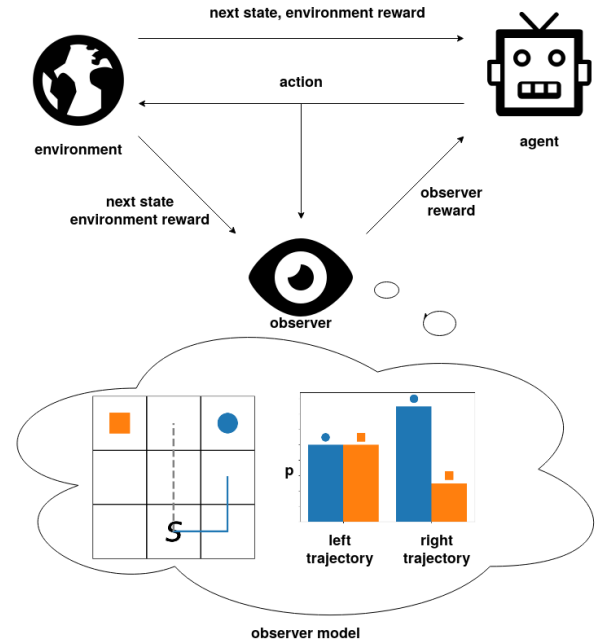 next state, environment reward
action
environment
agent
next state
environment reward
observer
reward
observer
S
p
left
trajectory
right
trajectory
observer model